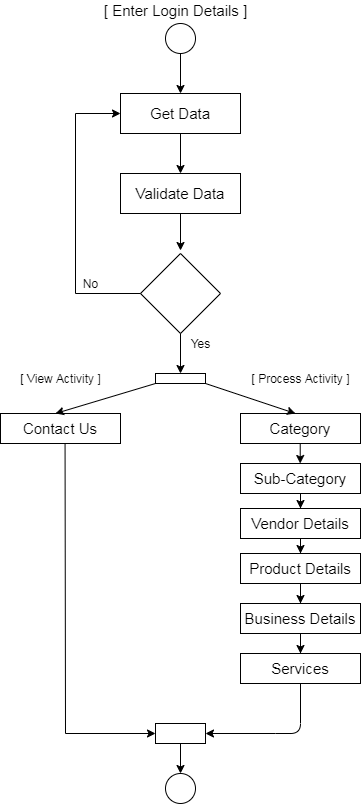 [ Enter Login Details ]
Get Data
Validate Data
No
Yes
[ View Activity ]
[ Process Activity ]
Contact Us
Category
Sub-Category
Vendor Details
Product Details
Business Details
Services